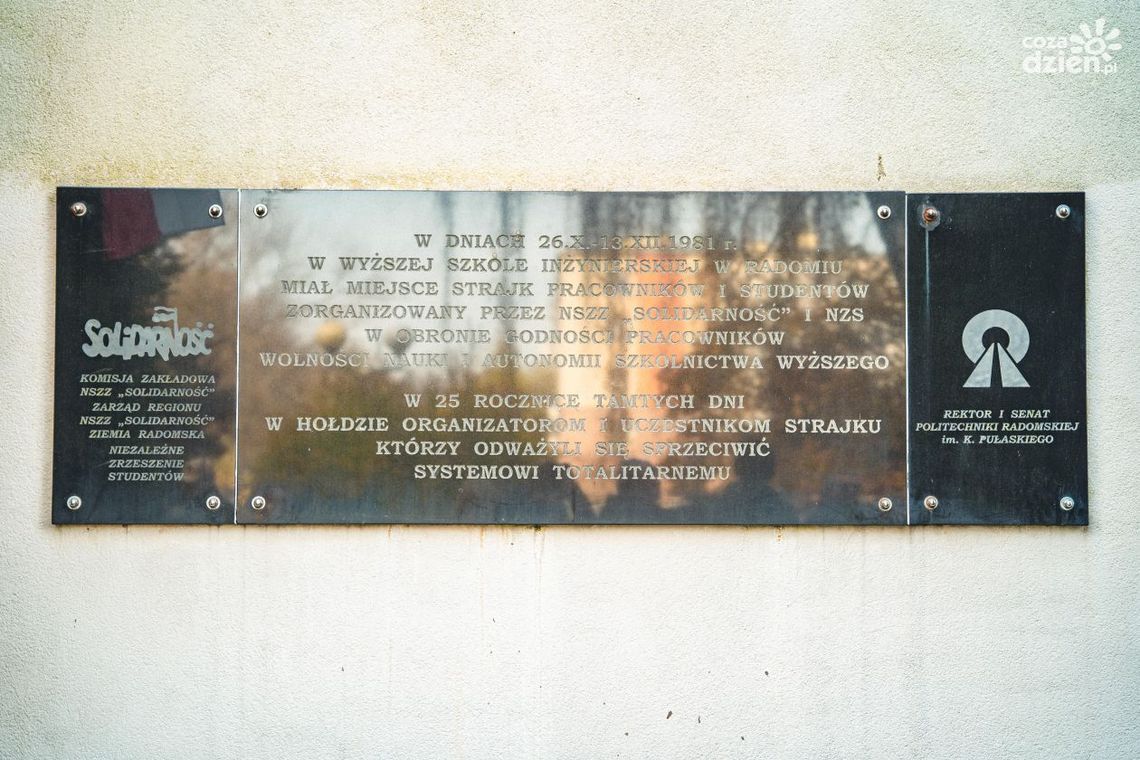 coza
dzień.pl
Solidarność
KOMISJA ZAKŁADOWA
NSZZ „SOLIDARNOŚĆ”
ZARZĄD REGIONU
NSZZ „SOLIDARNOŚĆ”
ZIEMIA RADOMSKA
NIEZALEŻNE
ZRZESZENIE
STUDENTÓW
W DNIACH 26.X.-13.XII.1981 r.
W WYŻSZEJ SZKOLE INŻYNIERSKIEJ W RADOMIU
MIAŁ MIEJSCE STRAJK PRACOWNIKÓW I STUDENTÓW
ZORGANIZOWANY PRZEZ NSZZ „SOLIDARNOŚĆ” I NZS
W OBRONIE GODNOŚCI PRACOWNIKÓW
WOLNOŚCI NAUKI I AUTONOMII SZKOLNICTWA WYŻSZEGO
W 25 ROCZNICĘ TAMTYCH DNI
W HOŁDZIE ORGANIZATOROM I UCZESTNIKOM STRAJKU
KTÓRZY ODWAŻYLI SIĘ SPRZECIWIĆ
SYSTEMOWI TOTALITARNEMU
REKTOR I SENAT
POLITECHNIKI RADOMSKIEJ
im. K. PUŁASKIEGO